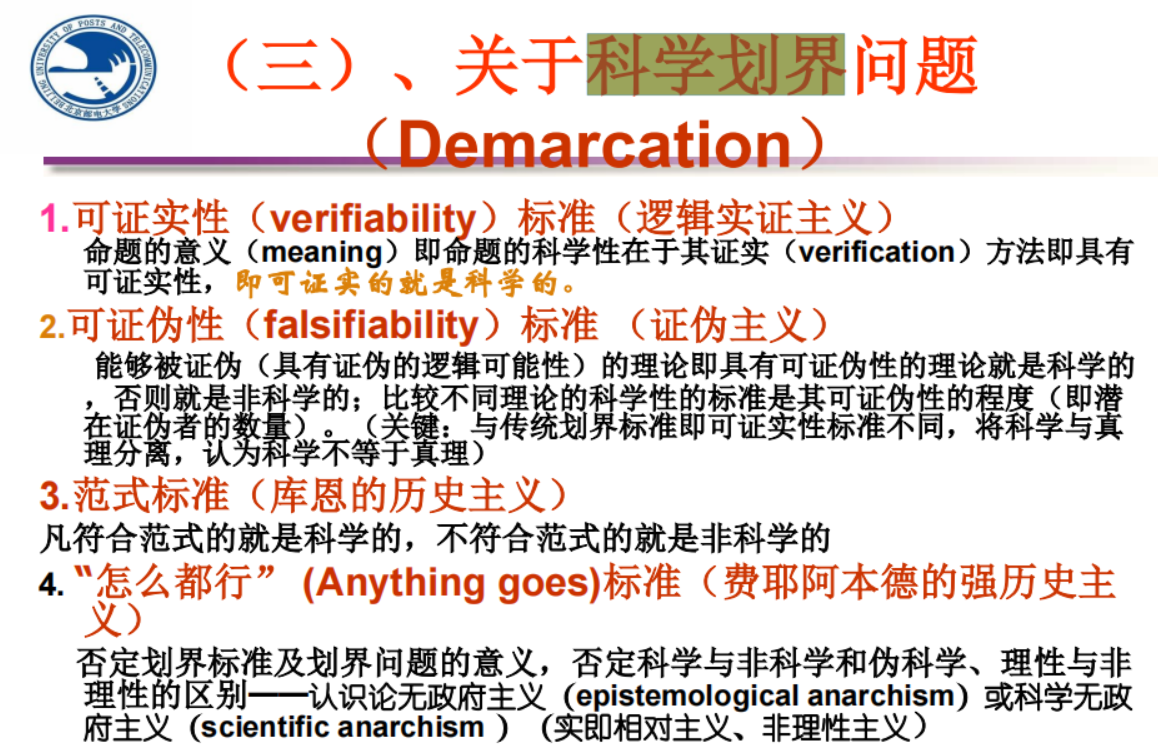 （三）、关于科学划界问题
（Demarcation）
BEIJING UNIVERSITY OF POSTS AND TELECOMMUNICATIONS
北京邮电大学
1.可证实性（verifiability）标准（逻辑实证主义）
命题的意义（meaning）即命题的科学性在于其证实（verification）方法即具有
可证实性，即可证实的就是科学的。
2.可证伪性（falsifiability）标准 （证伪主义）
能够被证伪（具有证伪的逻辑可能性）的理论即具有可证伪性的理论就是科学的
，否则就是非科学的；比较不同理论的科学性的标准是其可证伪性的程度（即潜
在证伪者的数量）。（关键：与传统划界标准即可证实性标准不同，将科学与真
理分离，认为科学不等于真理）
3.范式标准（库恩的历史主义）
凡符合范式的就是科学的，不符合范式的就是非科学的
4.“怎么都行” (Anything goes)标准（费耶阿本德的强历史主
义）
否定划界标准及划界问题的意义，否定科学与非科学和伪科学、理性与非
理性的区别——认识论无政府主义（epistemological anarchism）或科学无政
府主义（scientific anarchism ）（实即相对主义、非理性主义）